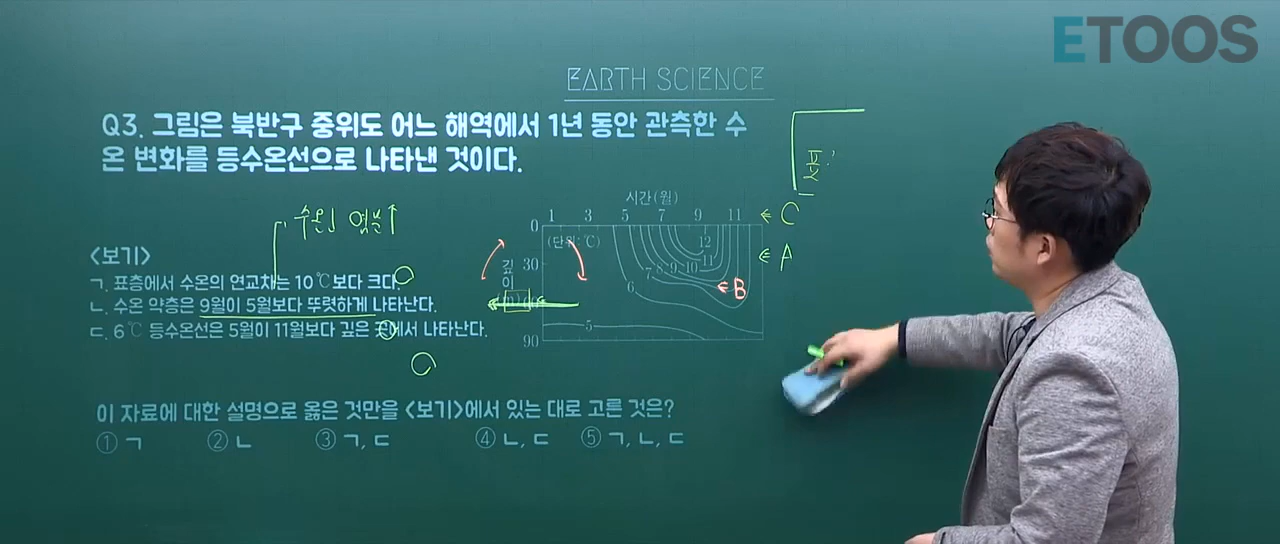 ETOOS
EARTH SCIENCE
Q3. 그림은 북반구 중위도 어느 해역에서 1년 동안 관측한 수
온 변화를 등수온선으로 나타낸 것이다.
표
수온↓ 염분↑
시간(월)
1 3 5 7 9 11
C
0
(단위:℃)
12
A
<보기>
30
깊이
7 8 9 10 11
ㄱ. 표층에서 수온의 연교차는 10℃보다 크다.
6
B
ㄴ. 수온 약층은 9월이 5월보다 뚜렷하게 나타난다.
ㄷ. 6℃ 등수온선은 5월이 11월보다 깊은 곳에서 나타난다.
5
90
이 자료에 대한 설명으로 옳은 것만을 <보기>에서 있는 대로 고른 것은?
① ㄱ ② ㄴ ③ ㄱ, ㄷ ④ ㄴ, ㄷ ⑤ ㄱ, ㄴ, ㄷ